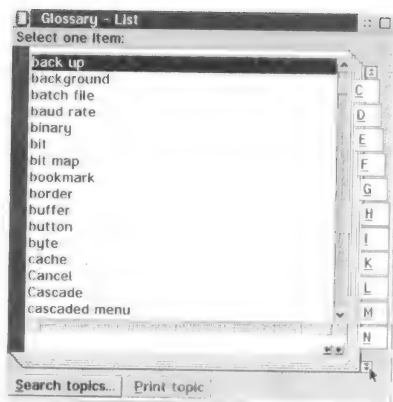 Glossary - List
Select one item:
back up
background
batch file
baud rate
binary
bit
bit map
bookmark
border
buffer
button
byte
cache
Cancel
Cascade
cascaded menu
C
D
E
F
G
H
I
K
L
M
N
Search topics...
Print topic